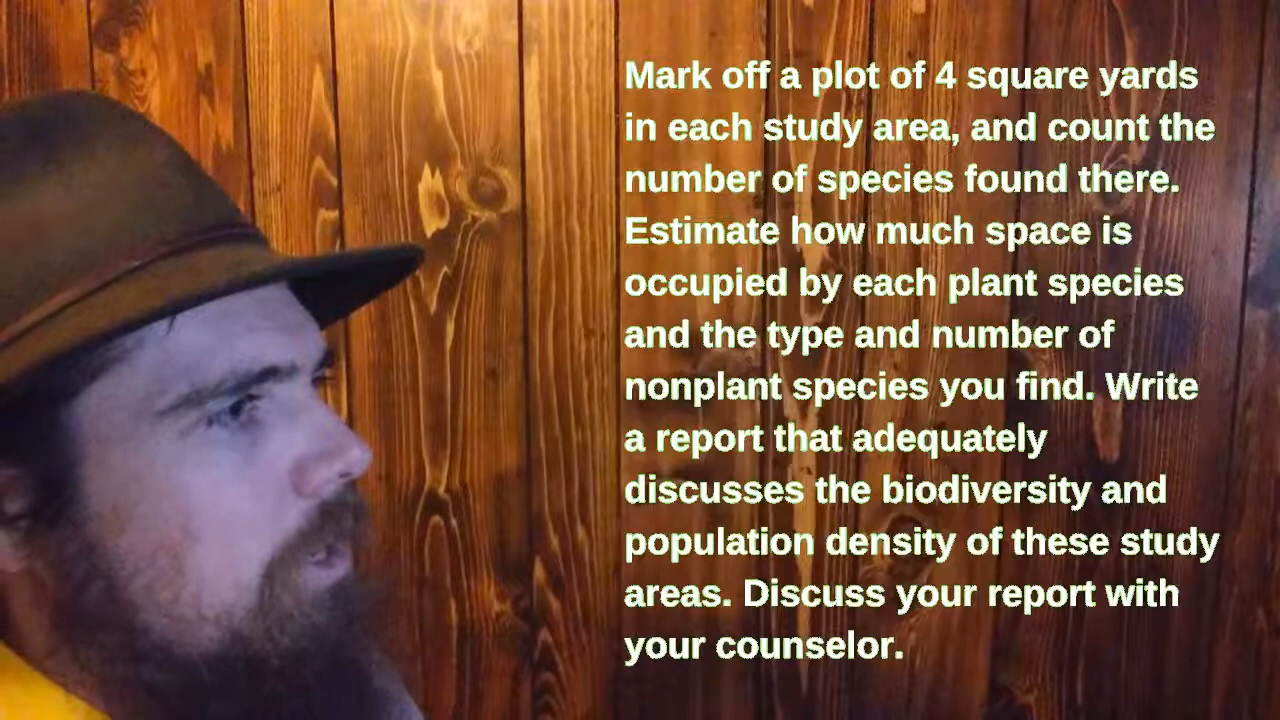 Mark off a plot of 4 square yards
in each study area, and count the
number of species found there.
Estimate how much space is
occupied by each plant species
and the type and number of
nonplant species you find. Write
a report that adequately
discusses the biodiversity and
population density of these study
areas. Discuss your report with
your counselor.